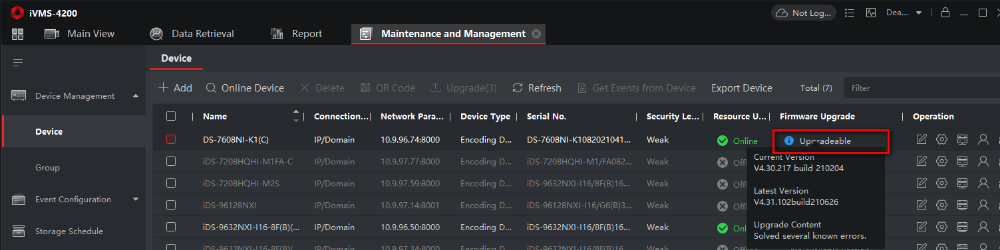 iVMS-4200
Not Log...
Dea...
Main View
Data Retrieval
Report
Maintenance and Management
Device
Add
Online Device
Delete
QR Code
Upgrade(3)
Refresh
Get Events from Device
Export Device
Total (7)
Filter
Device Management
Device
Group
Event Configuration
Storage Schedule
Name Connection... Network Para... Device Type Serial No. Security Le... Resource U... Firmware Upgrade Operation
DS-7608NI-K1(C) IP/Domain 10.9.96.74:8000 Encoding D... DS-7608NI-K1082021041... Weak Online Upgradeable
iDS-7208HQHI-M1FA-C IP/Domain 10.9.97.77:8000 Encoding D... iDS-7208HQHI-M1/FA082... Weak Offl
iDS-7208HQHI-M2S IP/Domain 10.9.97.59:8000 Encoding D... iDS-9632NXI-I16/8F(B)16... Weak Offl
iDS-96128NXI IP/Domain 10.9.97.14:8001 Encoding D... iDS-96128NXI-I16/G6(B)3... Weak Offl
iDS-9632NXI-I16-8F(B)(... IP/Domain 10.9.96.50:8000 Encoding D... iDS-9632NXI-I16/8F(B)16... Weak Onl
Current Version
V4.30.217 build 210204
Latest Version
V4.31.102build210626
Upgrade Content
Solved several known errors.